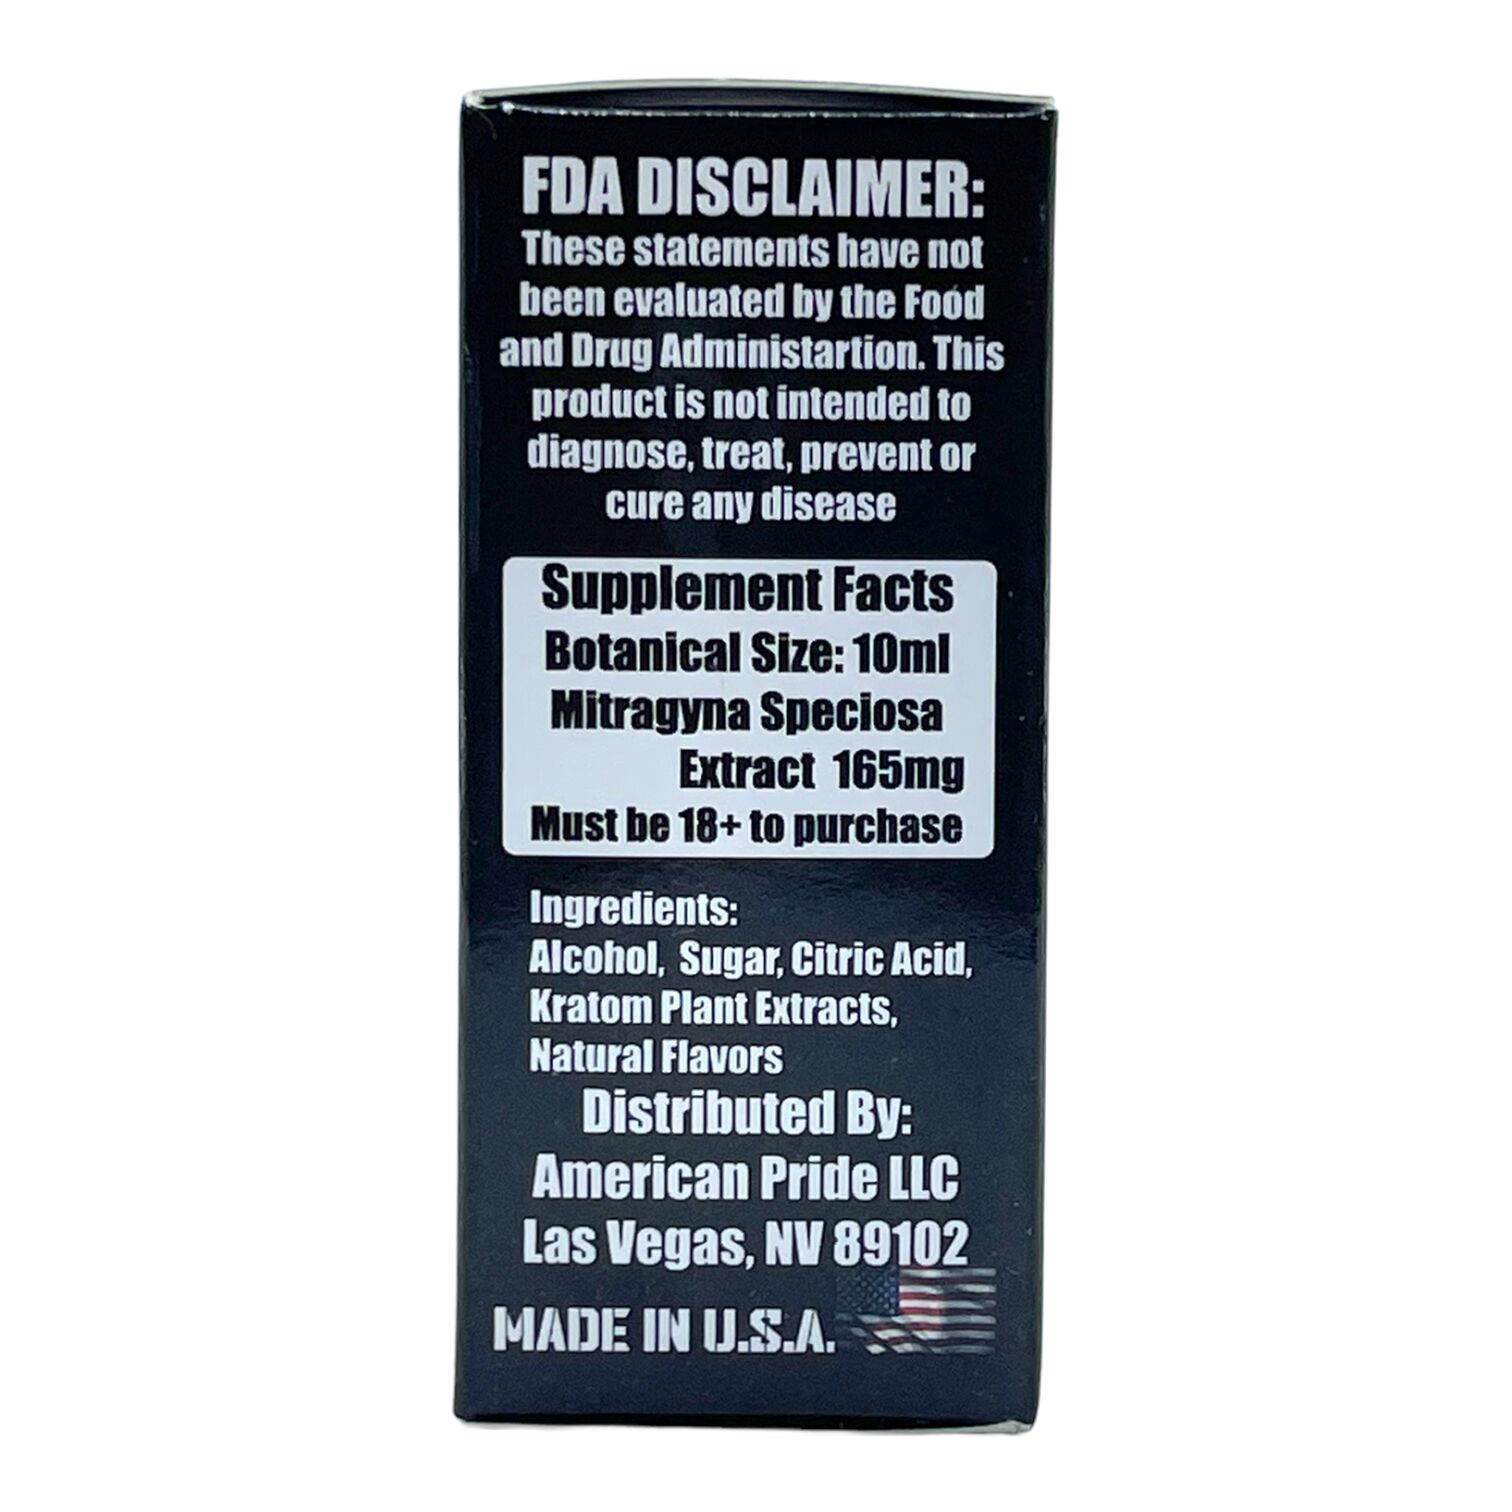 FDA DISCLAIMER:
These statements have not
been evaluated by the Food
and Drug Administartion. This
product is not intended to
diagnose, treat, prevent or
cure any disease
Supplement Facts
Botanical Size: 10ml
Mitragyna Speciosa
Extract 165mg
Must be 18+ to purchase
Ingredients:
Alcohol, Sugar, Citric Acid,
Kratom Plant Extracts,
Natural Flavors
Distributed By:
American Pride LLC
Las Vegas, NV 89102
MADE IN U.S.A.